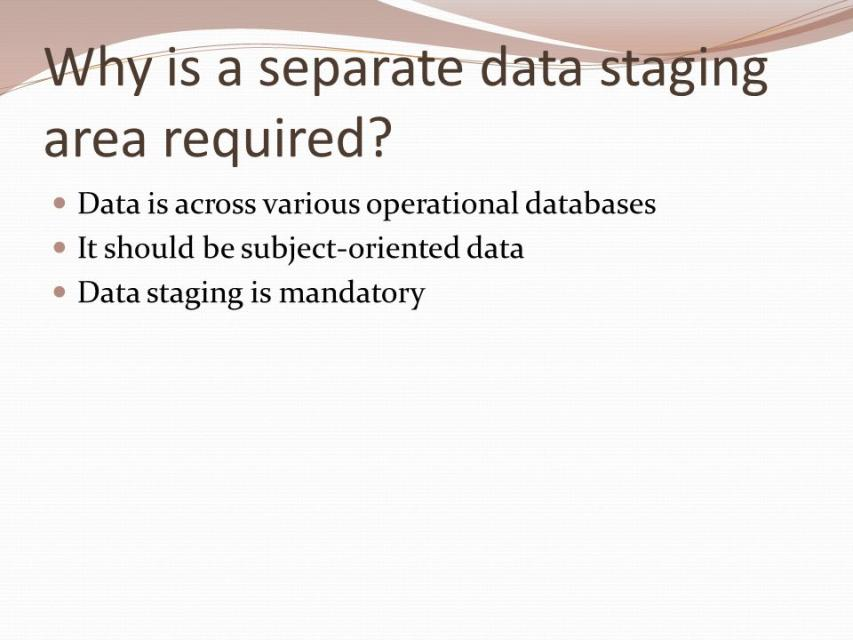 Why is a separate data staging
area required?
• Data is across various operational databases
• It should be subject-oriented data
• Data staging is mandatory